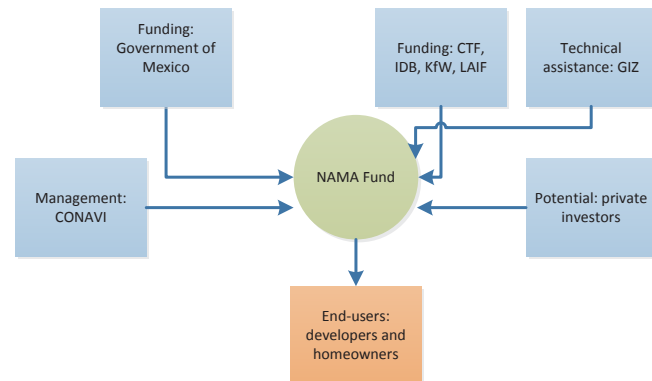 Funding:
Government of
Mexico
Funding: CTF,
IDB, KfW, LAIF
Technical
assistance: GIZ
NAMA Fund
Management:
CONAVI
Potential: private
investors
End-users:
developers and
homeowners